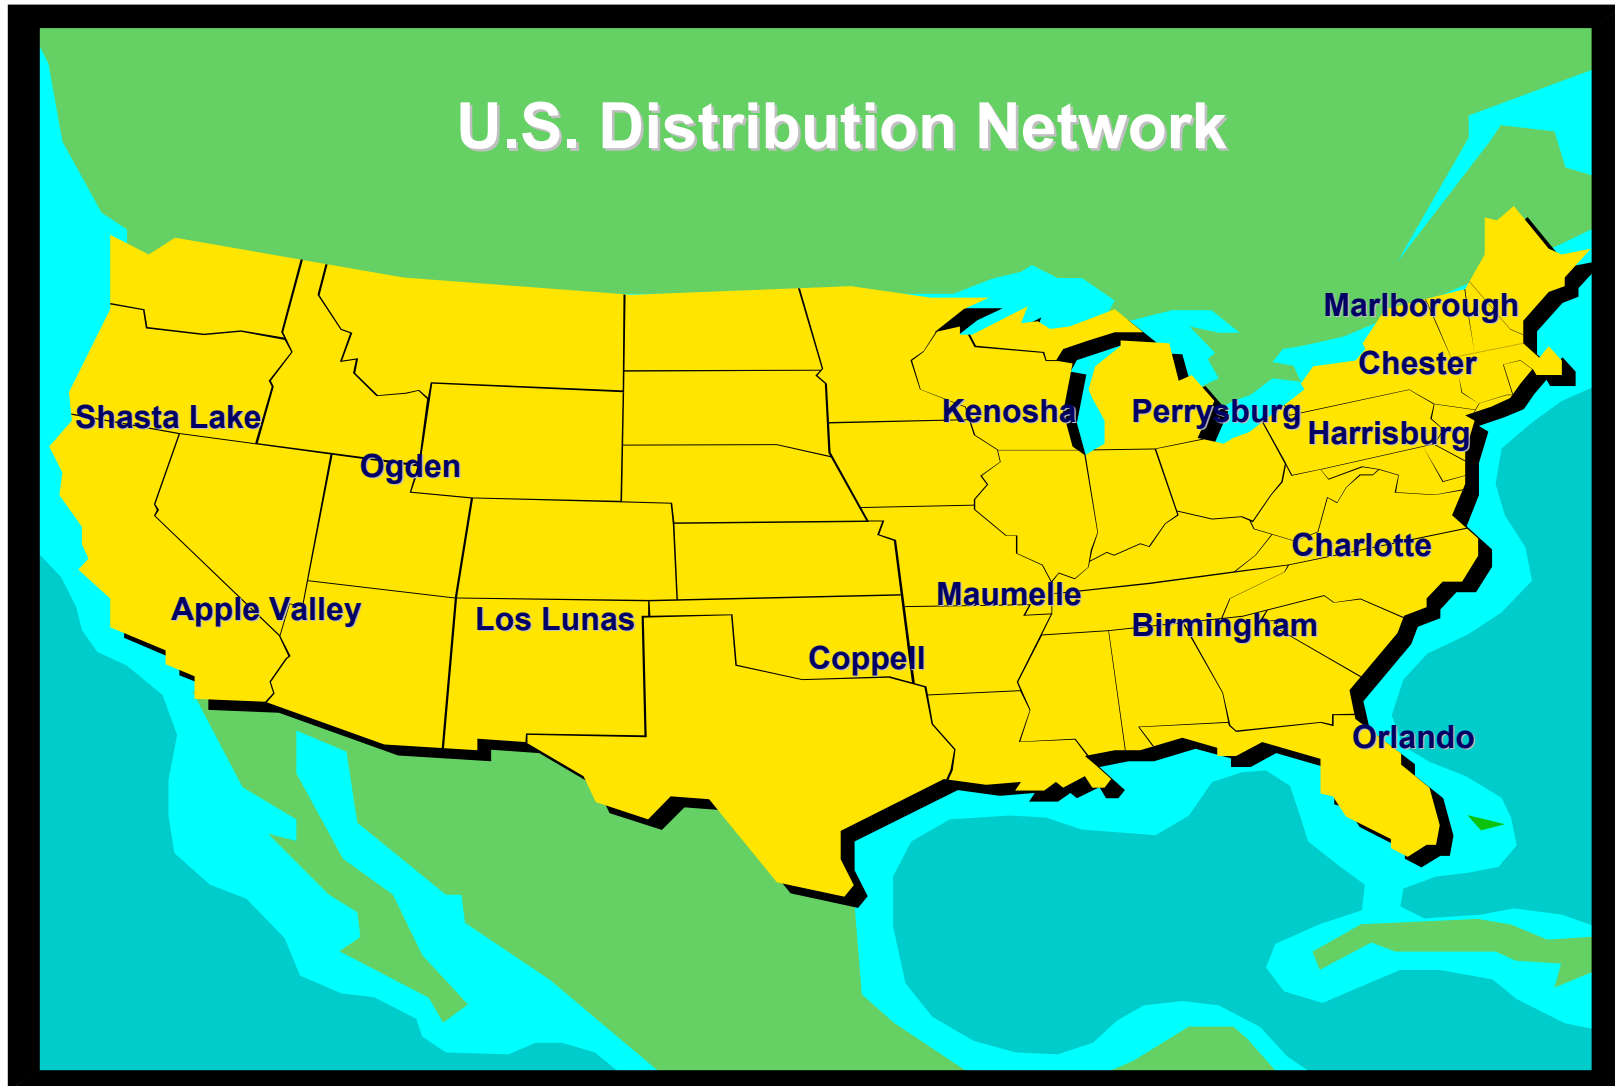 U.S. Distribution Network
Marlborough
Chester
Shasta Lake
Kenosha
Perrysburg
Harrisburg
Ogden
Charlotte
Maumelle
Apple Valley
Los Lunas
Birmingham
Coppell
Orlando